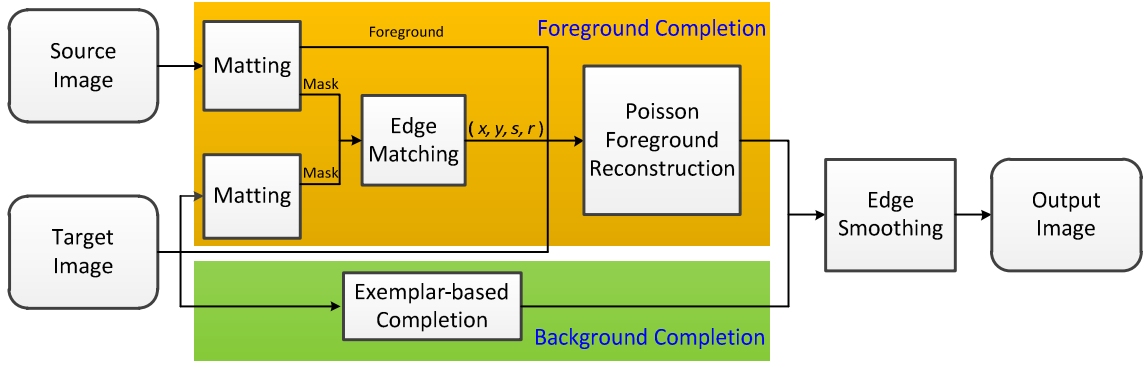 Source
Image
Target
Image
Foreground Completion
Foreground
Matting
Mask
Edge
Matching
( x, y, s, r )
Poisson
Foreground
Reconstruction
Matting
Mask
Exemplar-based
Completion
Background Completion
Edge
Smoothing
Output
Image